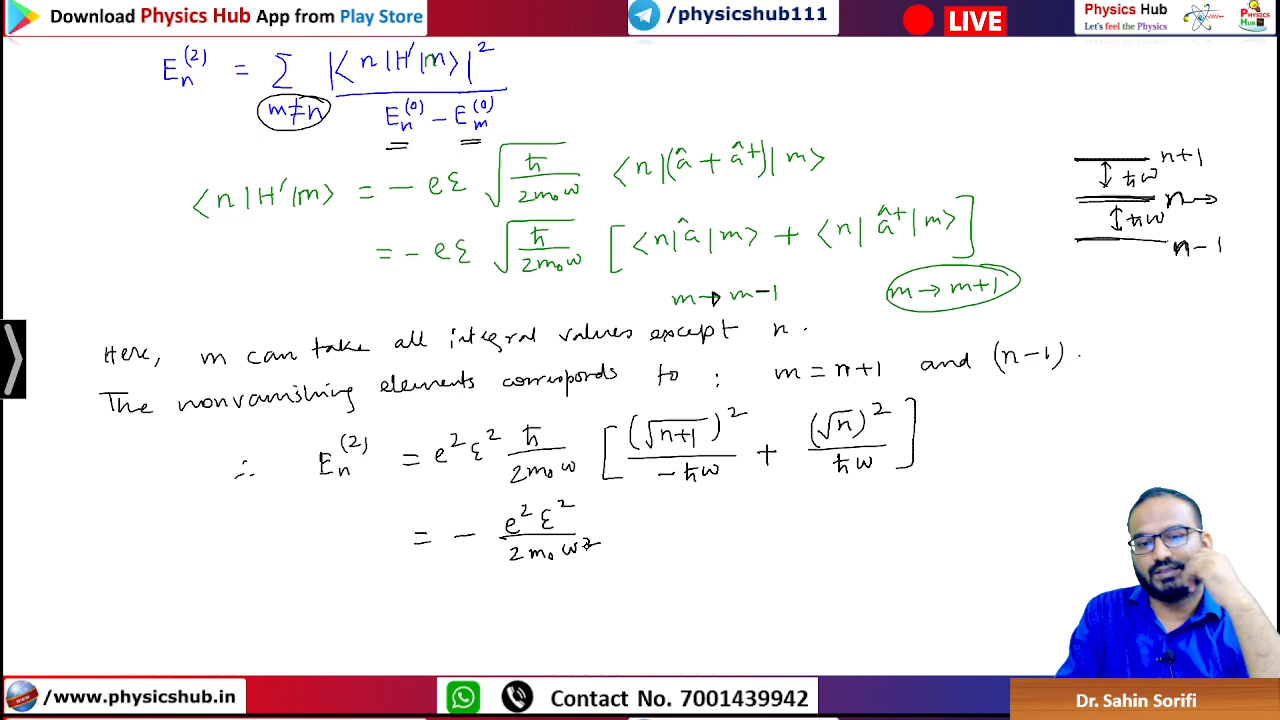 Download Physics Hub App from Play Store
/physicshub111
LIVE
Physics Hub
Let's feel the Physics
PHYSICS HUB
E_n^(2) = Σ_{m≠n} |<n|H'|m>|^2 / (E_n^(0) − E_m^(0))
<n|H'|m> = − eε √(ħ/2m₀ω) <n|(â + â†)|m>
= − eε √(ħ/2m₀ω) [<n|â|m> + <n|â†|m>]
m → m−1
m → m+1
n+1
ħω
n →
ħω
n−1
Here, m can take all integral values except n.
The nonvanishing elements corresponds to : m = n+1 and (n−1).
∴ E_n^(2) = e²ε² ħ/2m₀ω [(√n+1)²/−ħω + (√n)²/ħω]
= − e²ε²/2m₀ω²
/www.physicshub.in
Contact No. 7001439942
Dr. Sahin Sorifi